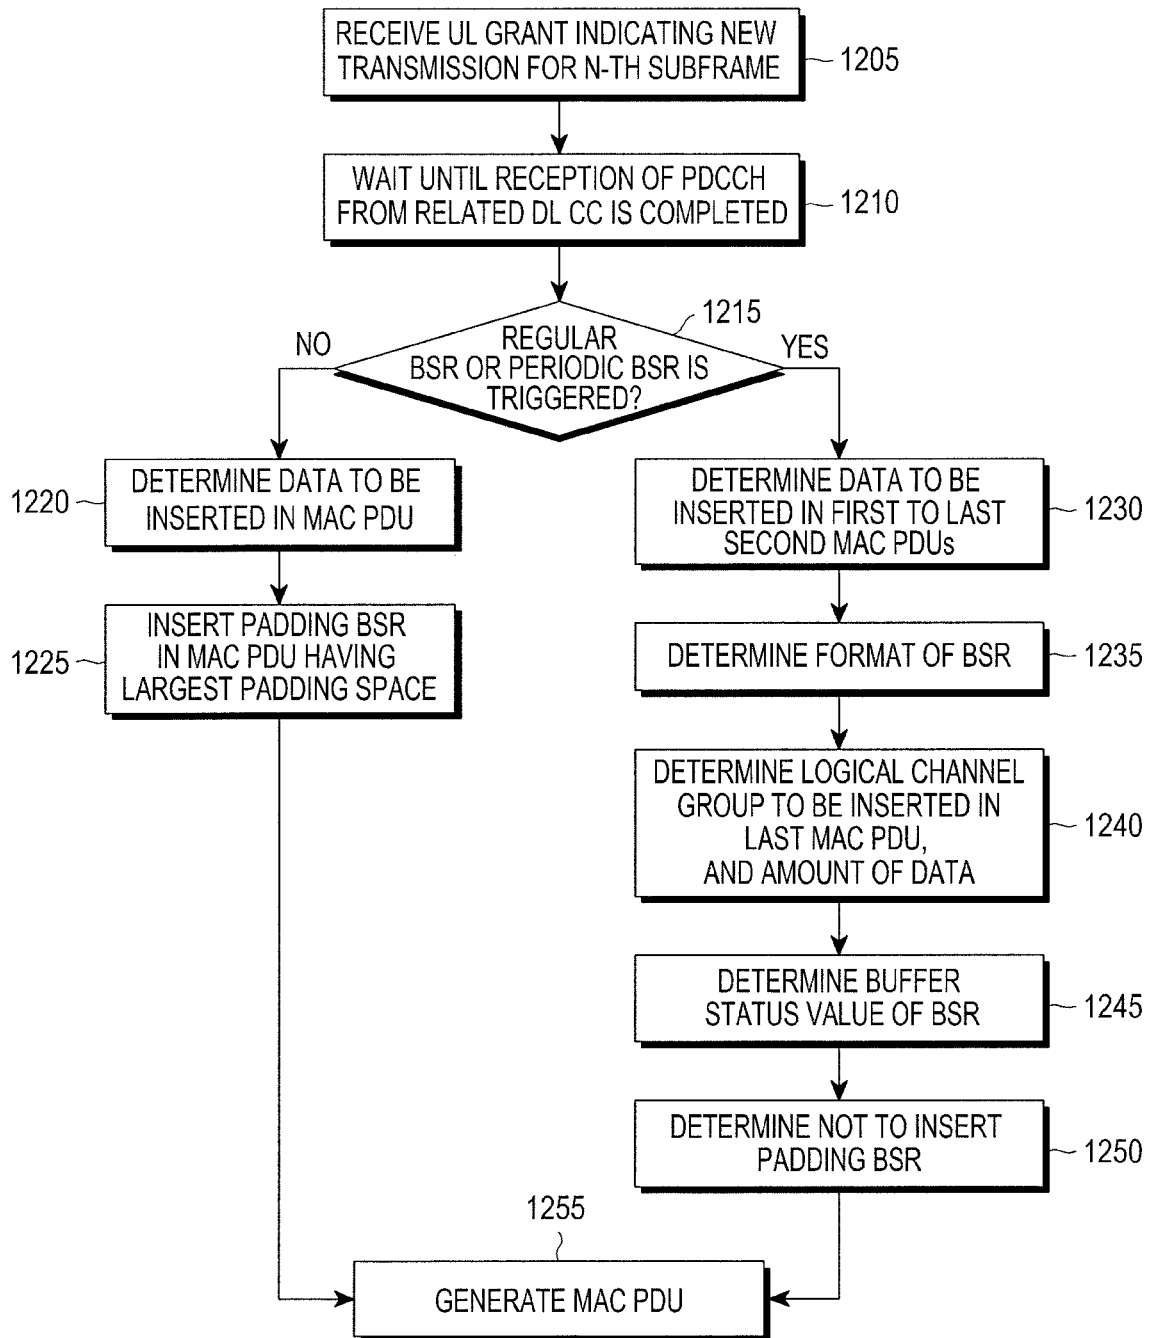 RECEIVE UL GRANT INDICATING NEW
TRANSMISSION FOR N-TH SUBFRAME
1205
WAIT UNTIL RECEPTION OF PDCCH
FROM RELATED DL CC IS COMPLETED
1210
1215
REGULAR
BSR OR PERIODIC BSR IS
TRIGGERED?
NO
YES
DETERMINE DATA TO BE
INSERTED IN MAC PDU
1220
INSERT PADDING BSR
IN MAC PDU HAVING
LARGEST PADDING SPACE
1225
DETERMINE DATA TO BE
INSERTED IN FIRST TO LAST
SECOND MAC PDUs
1230
DETERMINE FORMAT OF BSR
1235
DETERMINE LOGICAL CHANNEL
GROUP TO BE INSERTED IN
LAST MAC PDU,
AND AMOUNT OF DATA
1240
DETERMINE BUFFER
STATUS VALUE OF BSR
1245
DETERMINE NOT TO INSERT
PADDING BSR
1250
1255
GENERATE MAC PDU